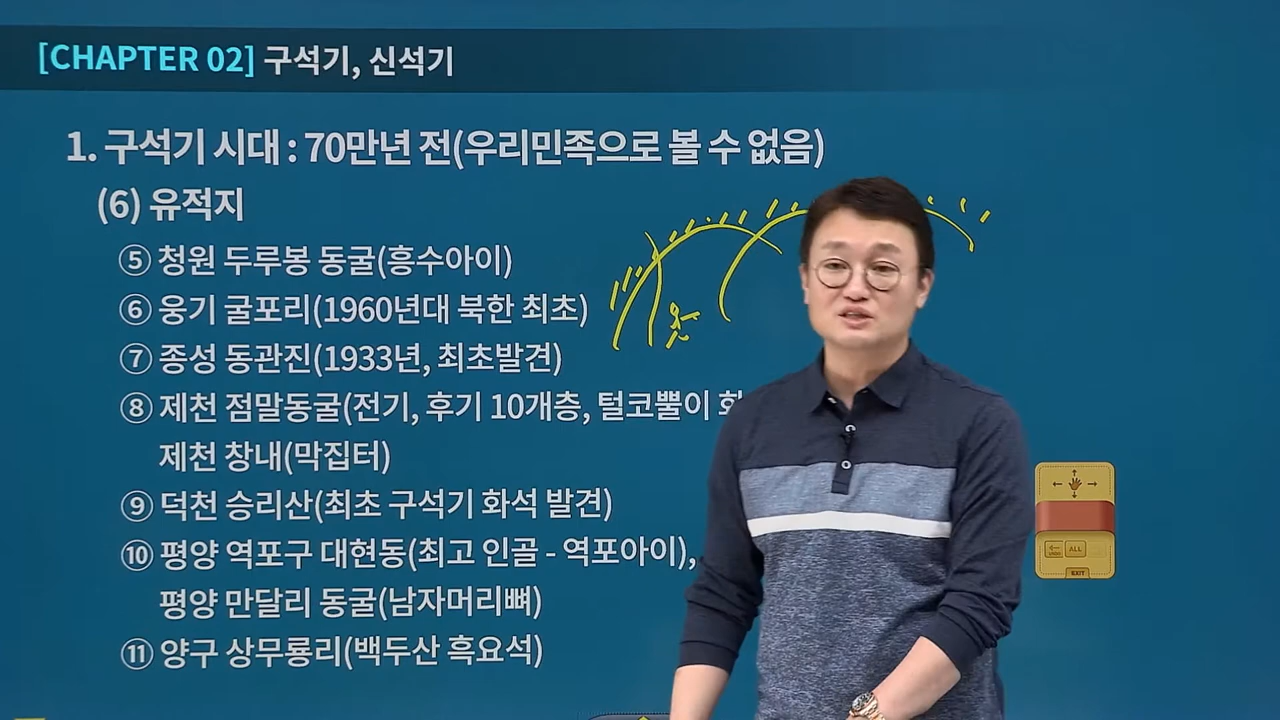 [CHAPTER 02] 구석기, 신석기
1. 구석기 시대 : 70만년 전(우리민족으로 볼 수 없음)
(6) 유적지
⑤ 청원 두루봉 동굴(흥수아이)
⑥ 웅기 굴포리(1960년대 북한 최초)
⑦ 종성 동관진(1933년, 최초발견)
⑧ 제천 점말동굴(전기, 후기 10개층, 털코뿔이 화
제천 창내(막집터)
⑨ 덕천 승리산(최초 구석기 화석 발견)
⑩ 평양 역포구 대현동(최고 인골 - 역포아이),
평양 만달리 동굴(남자머리뼈)
⑪ 양구 상무룡리(백두산 흑요석)
ALL
EXIT